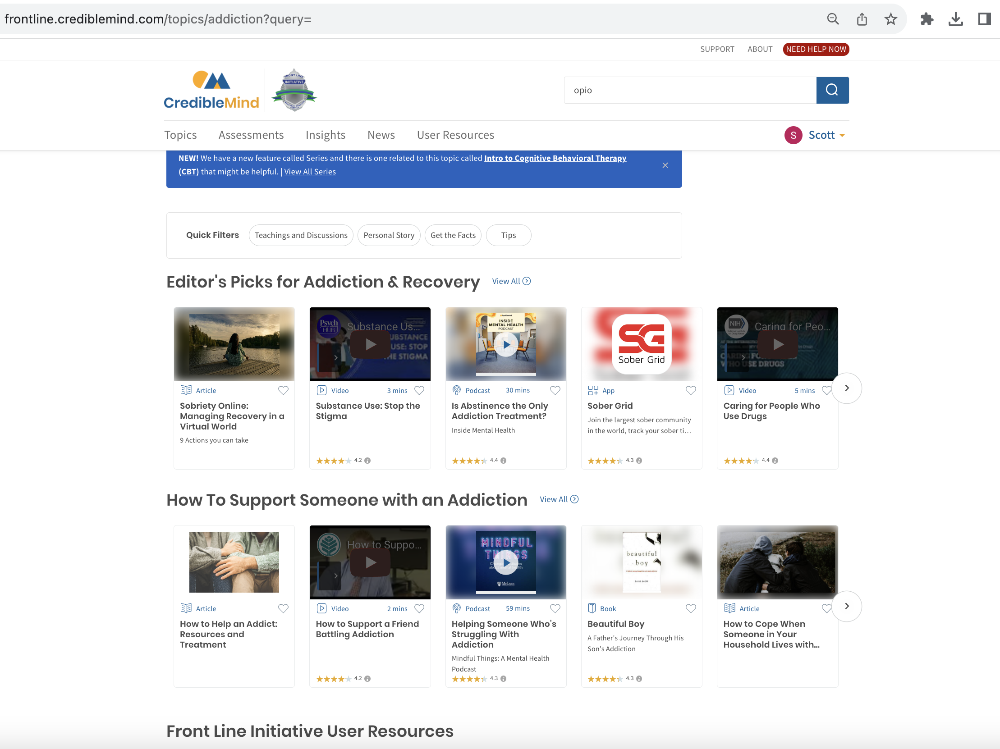 frontline.crediblemind.com/topics/addiction?query=
SUPPORT ABOUT NEED HELP NOW
CredibleMind
FRONT LINE
INITIATIVE
opio
Topics Assessments Insights News User Resources
S Scott
NEW! We have a new feature called Series and there is one related to this topic called Intro to Cognitive Behavioral Therapy
(CBT) that might be helpful. | View All Series
Quick Filters Teachings and Discussions Personal Story Get the Facts Tips
Editor's Picks for Addiction & Recovery View All
Article
Sobriety Online:
Managing Recovery in a
Virtual World
9 Actions you can take
Psych
HUB
Substance Us...
USE: STOP
THE STIGMA
Video 3 mins
Substance Use: Stop the
Stigma
4.2
INSIDE
MENTAL HEALTH
PODCAST
Podcast 30 mins
Is Abstinence the Only
Addiction Treatment?
Inside Mental Health
4.4
SG
Sober Grid
App
Sober Grid
Join the largest sober community
in the world, track your sober ti...
4.3
NIH
Caring for Peo...
WHO USE DRUGS
Video 5 mins
Caring for People Who
Use Drugs
4.4
How To Support Someone with an Addiction View All
Article
How to Help an Addict:
Resources and
Treatment
How to Suppo...
Video 2 mins
How to Support a Friend
Battling Addiction
4.2
MINDFUL
THINGS
McLean
Podcast 59 mins
Helping Someone Who's
Struggling With
Addiction
Mindful Things: A Mental Health
Podcast
4.3
beautiful
boy
DAVID SHEFF
Book
Beautiful Boy
A Father's Journey Through His
Son's Addiction
4.3
Article
How to Cope When
Someone in Your
Household Lives with...
Front Line Initiative User Resources